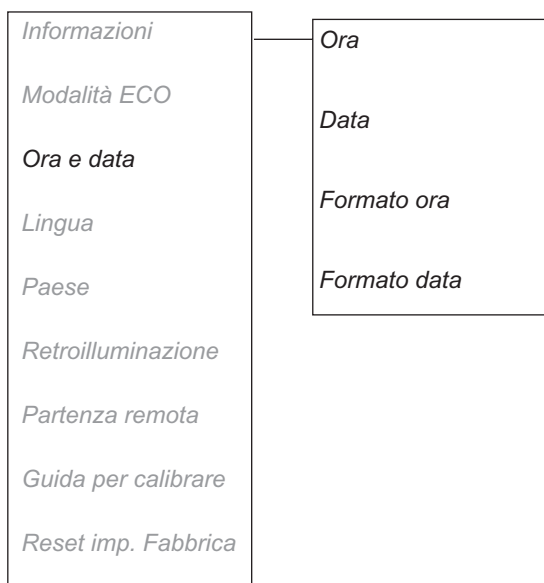 Informazioni
Modalità ECO
Ora e data
Lingua
Paese
Retroilluminazione
Partenza remota
Guida per calibrare
Reset imp. Fabbrica
Ora
Data
Formato ora
Formato data